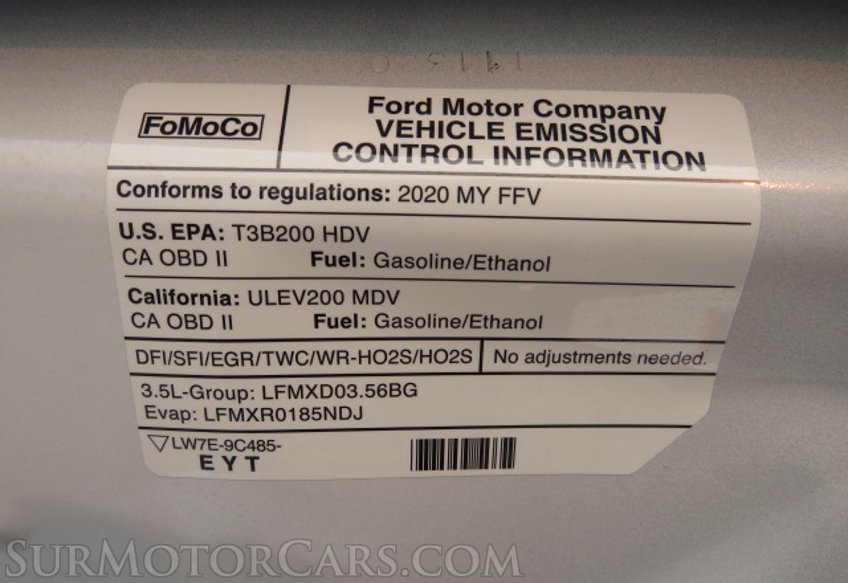 FoMoCo
Ford Motor Company
VEHICLE EMISSION
CONTROL INFORMATION
Conforms to regulations: 2020 MY FFV
U.S. EPA: T3B200 HDV
CA OBD II Fuel: Gasoline/Ethanol
California: ULEV200 MDV
CA OBD II Fuel: Gasoline/Ethanol
DFI/SFI/EGR/TWC/WR-HO2S/HO2S No adjustments needed.
3.5L-Group: LFMXD03.56BG
Evap: LFMXR0185NDJ
LW7E-9C485-
E Y T
SURMOTORCARS.COM